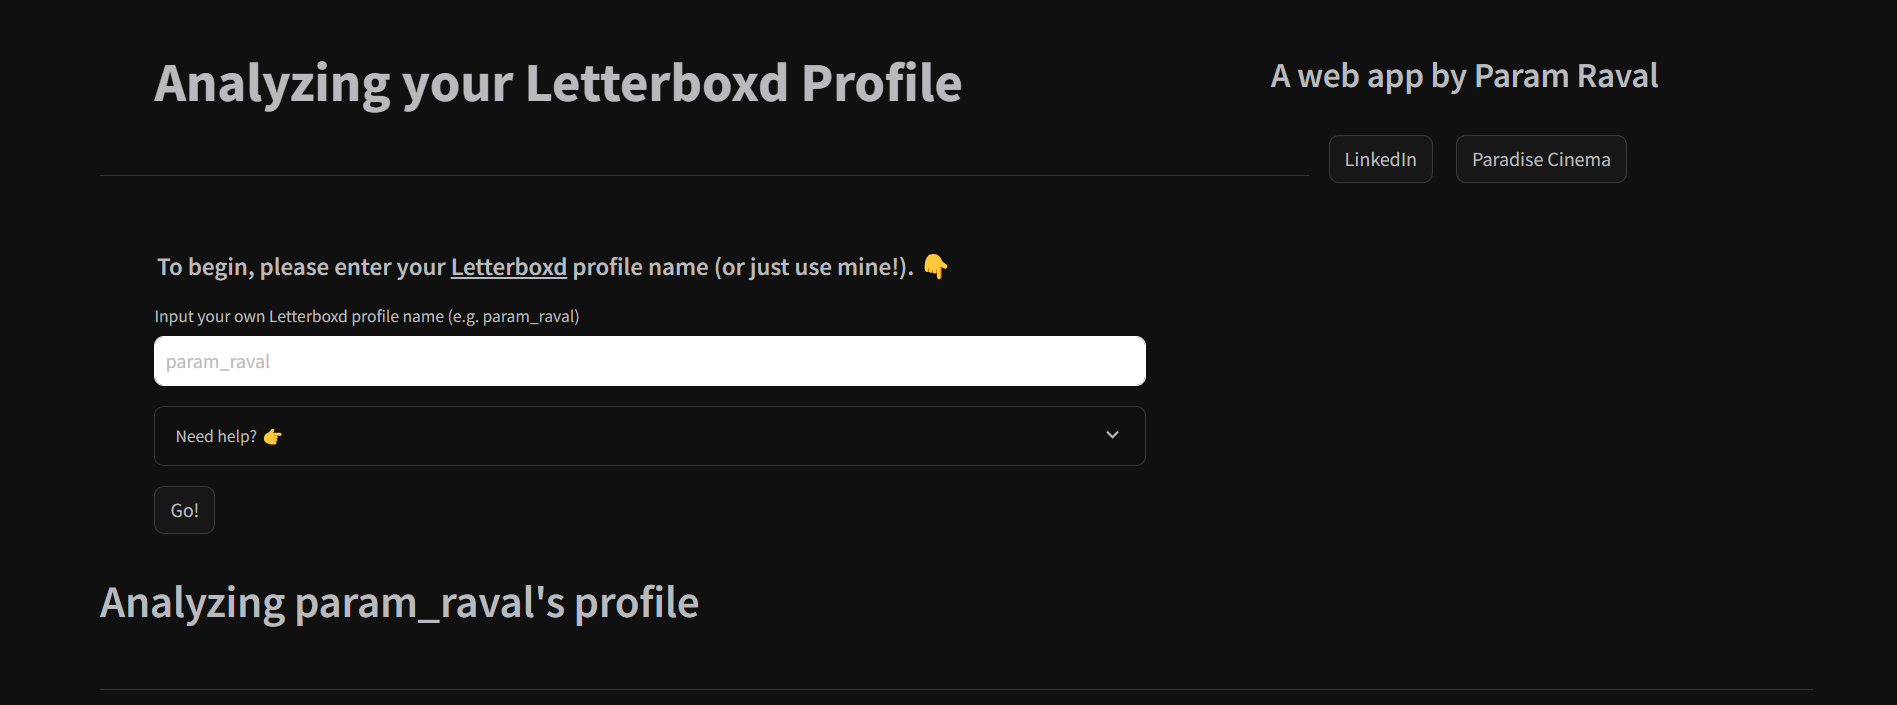 Analyzing your Letterboxd Profile
A web app by Param Raval
LinkedIn
Paradise Cinema
To begin, please enter your Letterboxd profile name (or just use mine!). 👇
Input your own Letterboxd profile name (e.g. param_raval)
param_raval
Need help? 👉
Go!
Analyzing param_raval's profile